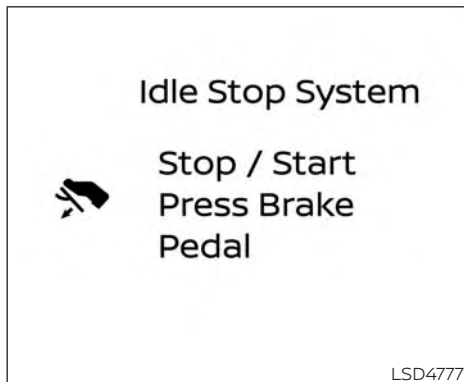 Idle Stop System
Stop / Start
Press Brake
Pedal
LSD4777